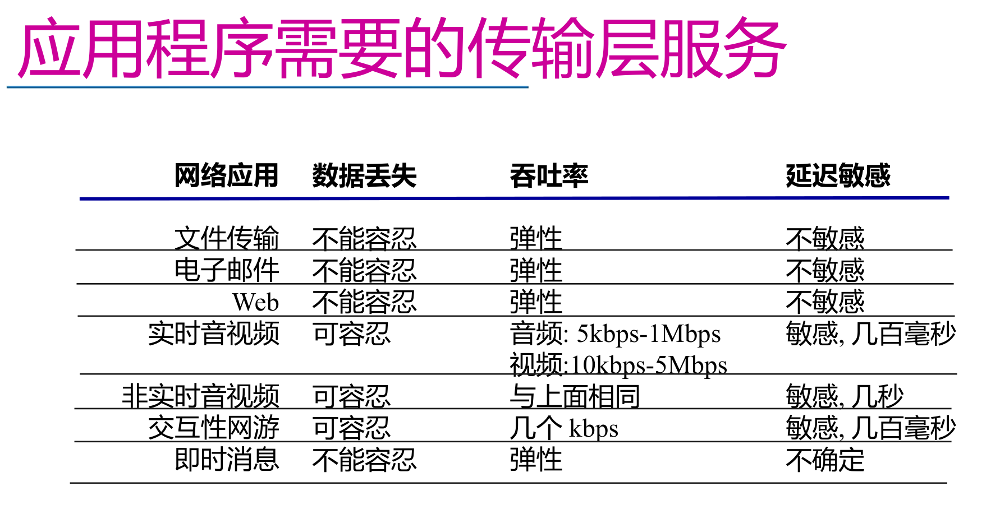 应用程序需要的传输层服务
网络应用 数据丢失 吞吐率 延迟敏感
文件传输 不能容忍 弹性 不敏感
电子邮件 不能容忍 弹性 不敏感
Web 不能容忍 弹性 不敏感
实时音视频 可容忍 音频: 5kbps-1Mbps 敏感, 几百毫秒
视频:10kbps-5Mbps
非实时音视频 可容忍 与上面相同 敏感, 几秒
交互性网游 可容忍 几个 kbps 敏感, 几百毫秒
即时消息 不能容忍 弹性 不确定